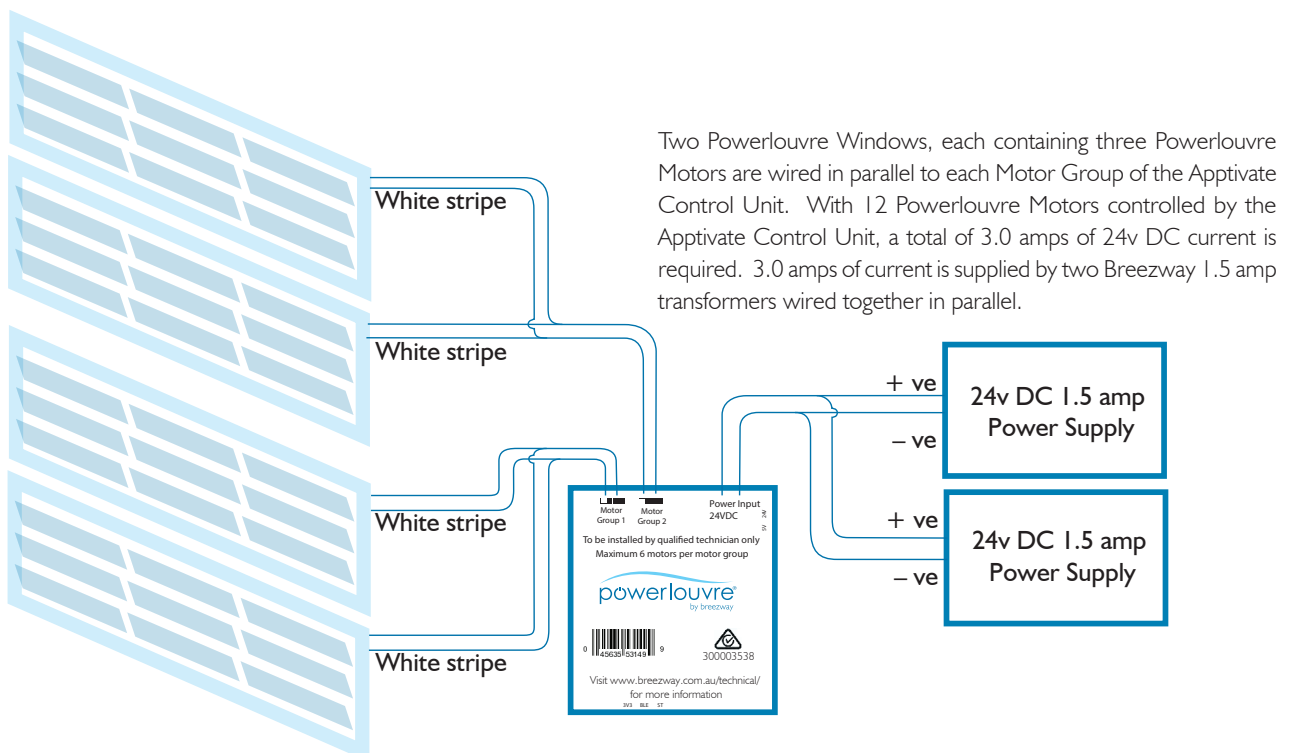 Two Powerlouvre Windows, each containing three Powerlouvre
Motors are wired in parallel to each Motor Group of the Apptivate
Control Unit. With 12 Powerlouvre Motors controlled by the
Apptivate Control Unit, a total of 3.0 amps of 24v DC current is
required. 3.0 amps of current is supplied by two Breezway 1.5 amp
transformers wired together in parallel.
White stripe
White stripe
White stripe
White stripe
+ ve
– ve
24v DC 1.5 amp
Power Supply
+ ve
– ve
24v DC 1.5 amp
Power Supply
Motor
Group 1
Motor
Group 2
Power Input
24VDC
5V 24V
To be installed by qualified technician only
Maximum 6 motors per motor group
powerlouvre®
by breezway
0 45635 53149 9
300003538
Visit www.breezway.com.au/technical/
for more information
3V3 BLE ST